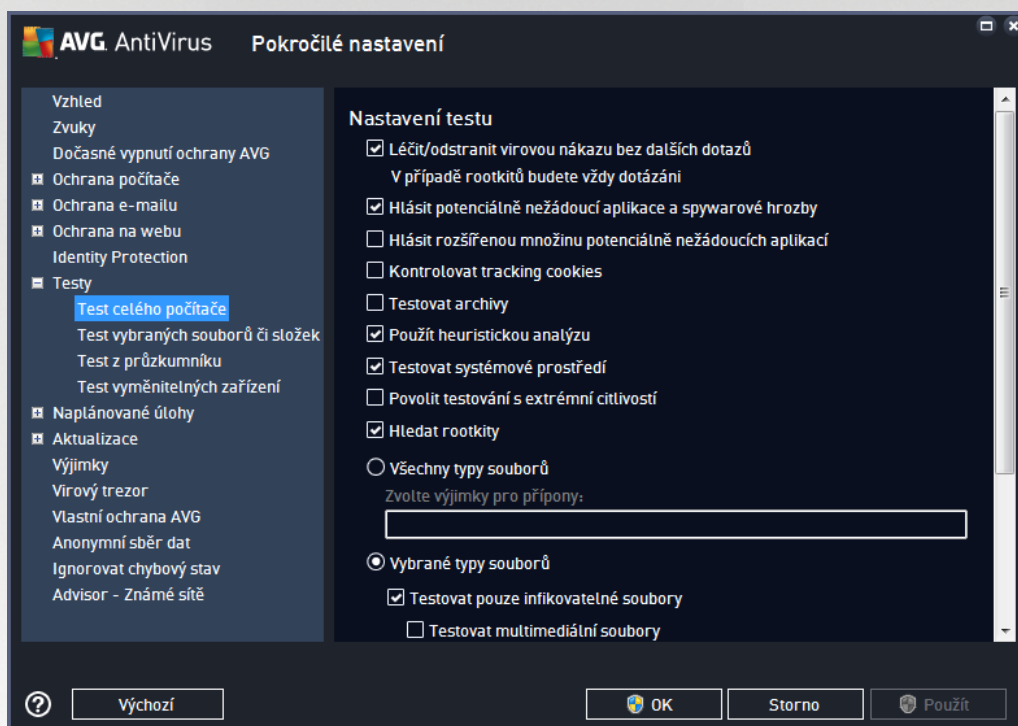 AVG. AntiVirus Pokročilé nastavení
Vzhled
Zvuky
Dočasné vypnutí ochrany AVG
Ochrana počítače
Ochrana e-mailu
Ochrana na webu
Identity Protection
Testy
Test celého počítače
Test vybraných souborů či složek
Test z průzkumníku
Test vyměnitelných zařízení
Naplánované úlohy
Aktualizace
Výjimky
Virový trezor
Vlastní ochrana AVG
Anonymní sběr dat
Ignorovat chybový stav
Advisor - Známé sítě
Nastavení testu
Léčit/odstranit virovou nákazu bez dalších dotazů
V případě rootkitů budete vždy dotázáni
Hlásit potenciálně nežádoucí aplikace a spywarové hrozby
Hlásit rozšířenou množinu potenciálně nežádoucích aplikací
Kontrolovat tracking cookies
Testovat archivy
Použít heuristickou analýzu
Testovat systémové prostředí
Povolit testování s extrémní citlivostí
Hledat rootkity
Všechny typy souborů
Zvolte výjimky pro přípony:
Vybrané typy souborů
Testovat pouze infikovatelné soubory
Testovat multimediální soubory
? Výchozí OK Storno Použít